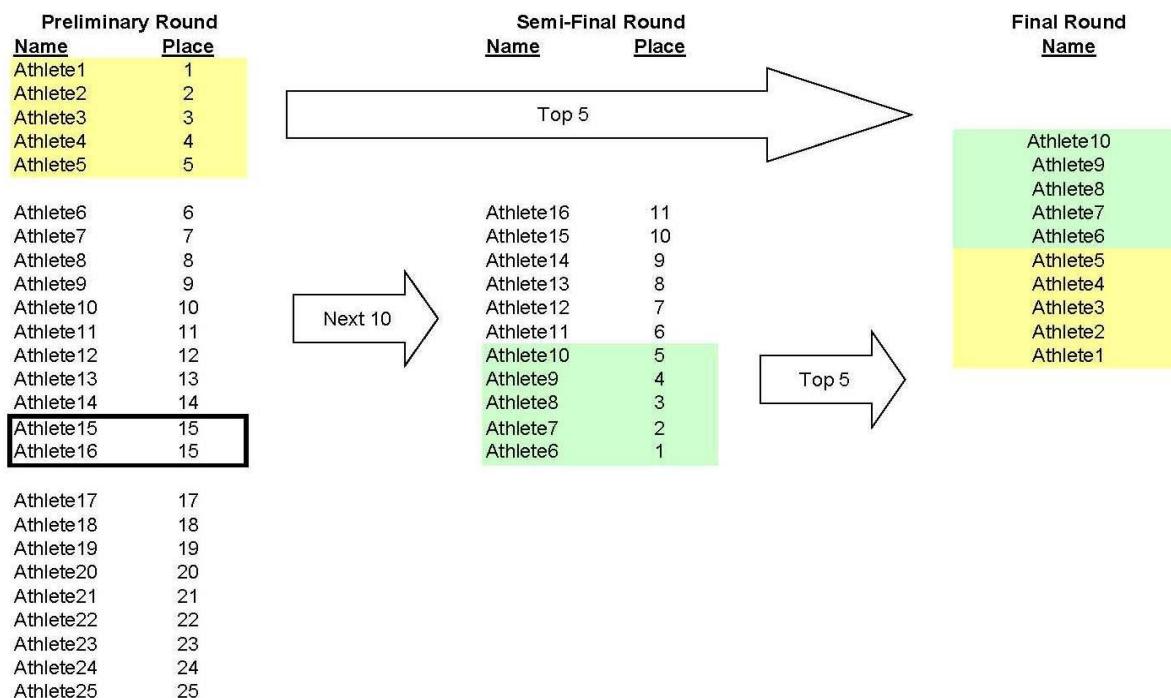 Preliminary Round
Name Place
Athlete1 1
Athlete2 2
Athlete3 3
Athlete4 4
Athlete5 5
Athlete6 6
Athlete7 7
Athlete8 8
Athlete9 9
Athlete10 10
Athlete11 11
Athlete12 12
Athlete13 13
Athlete14 14
Athlete15 15
Athlete16 15
Athlete17 17
Athlete18 18
Athlete19 19
Athlete20 20
Athlete21 21
Athlete22 22
Athlete23 23
Athlete24 24
Athlete25 25
Top 5
Next 10
Semi-Final Round
Name Place
Athlete16 11
Athlete15 10
Athlete14 9
Athlete13 8
Athlete12 7
Athlete11 6
Athlete10 5
Athlete9 4
Athlete8 3
Athlete7 2
Athlete6 1
Top 5
Final Round
Name
Athlete10
Athlete9
Athlete8
Athlete7
Athlete6
Athlete5
Athlete4
Athlete3
Athlete2
Athlete1